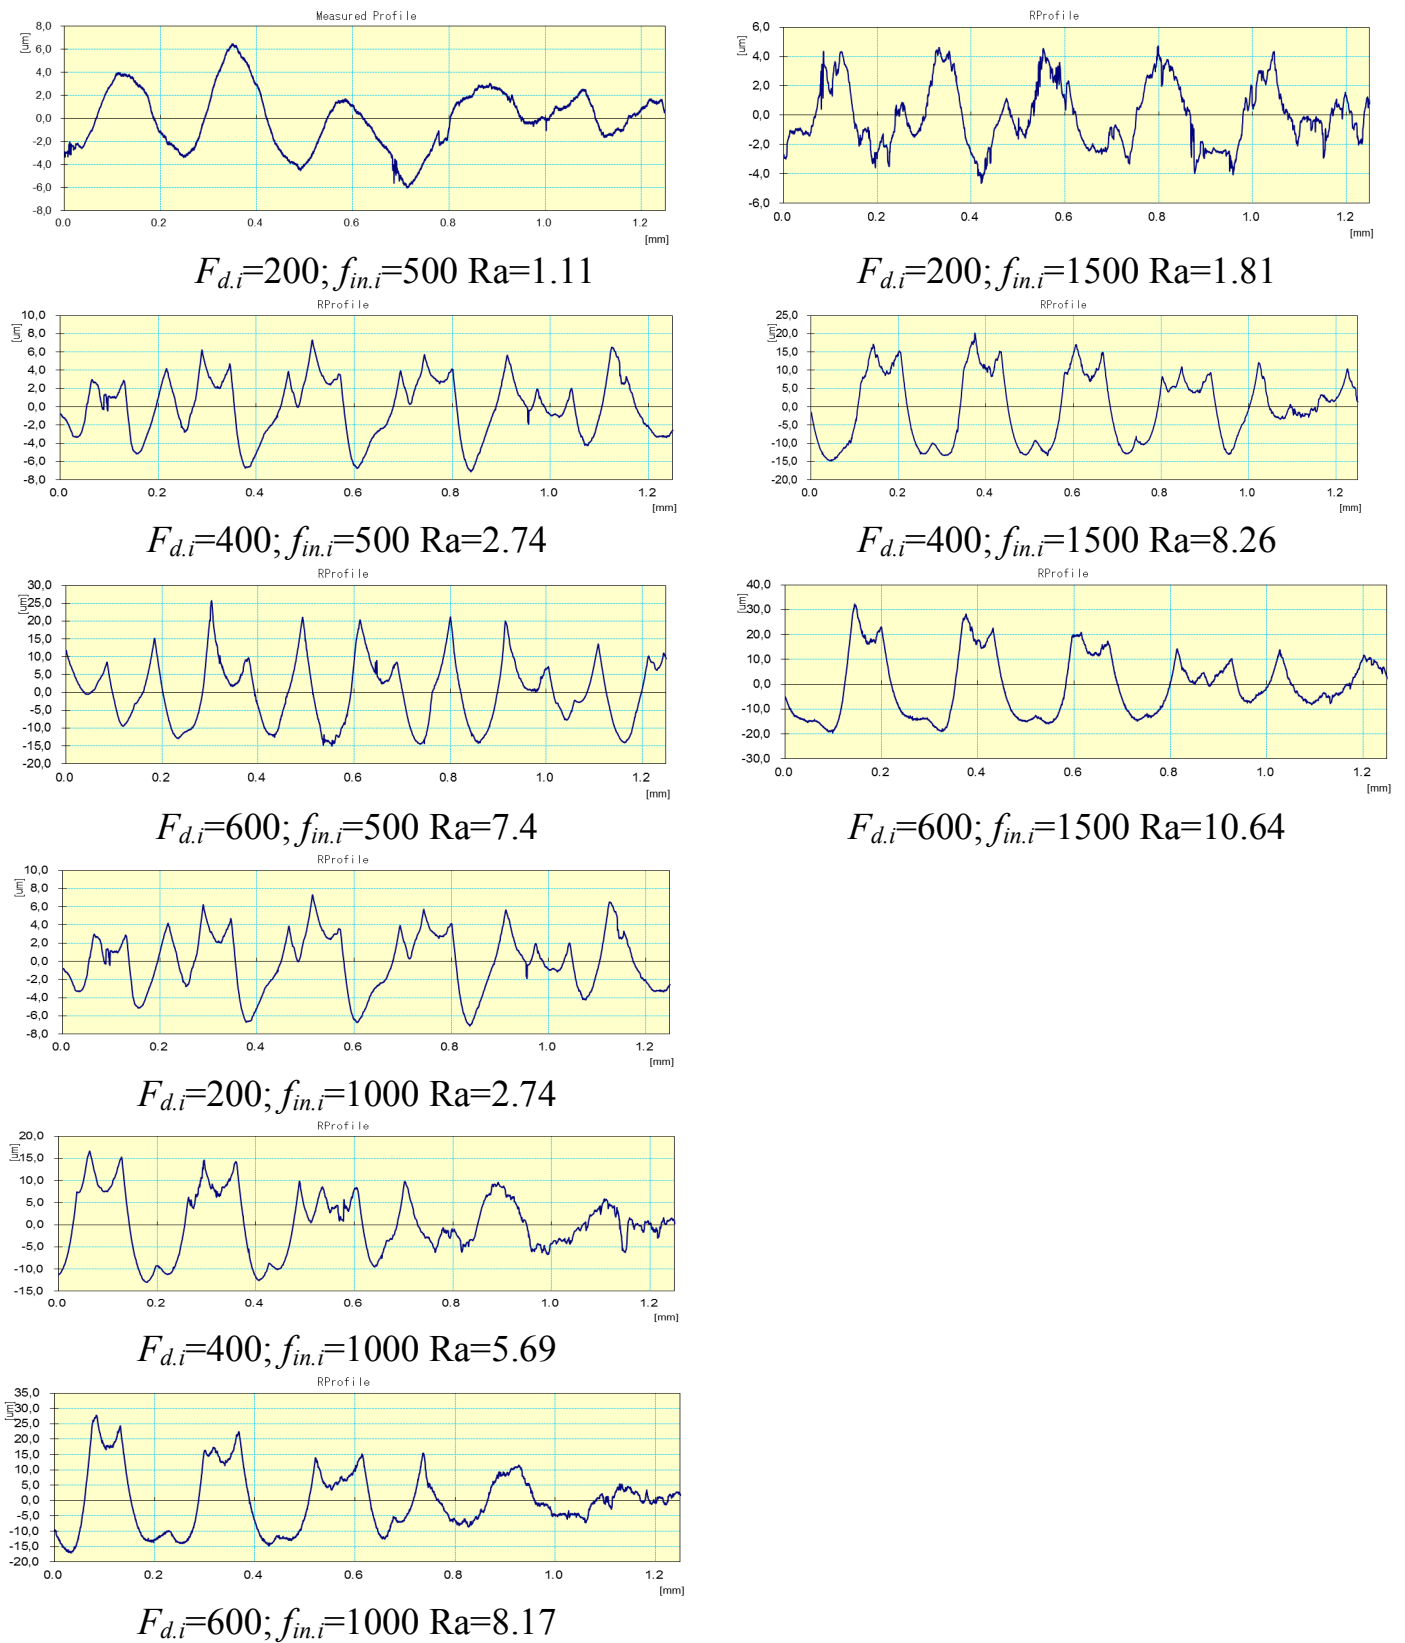 Measured Profile
[um]
8,0
6,0
4,0
2,0
0,0
-2,0
-4,0
-6,0
-8,0
0.0 0.2 0.4 0.6 0.8 1.0 1.2
[mm]
F_d.i=200; f_in.i=500 Ra=1.11
RProfile
[um]
6,0
4,0
2,0
0,0
-2,0
-4,0
-6,0
0.0 0.2 0.4 0.6 0.8 1.0 1.2
[mm]
F_d.i=200; f_in.i=1500 Ra=1.81
RProfile
[um]
10,0
8,0
6,0
4,0
2,0
0,0
-2,0
-4,0
-6,0
-8,0
0.0 0.2 0.4 0.6 0.8 1.0 1.2
[mm]
F_d.i=400; f_in.i=500 Ra=2.74
RProfile
[um]
25,0
20,0
15,0
10,0
5,0
0,0
-5,0
-10,0
-15,0
-20,0
0.0 0.2 0.4 0.6 0.8 1.0 1.2
[mm]
F_d.i=400; f_in.i=1500 Ra=8.26
RProfile
[um]
30,0
25,0
20,0
15,0
10,0
5,0
0,0
-5,0
-10,0
-15,0
-20,0
0.0 0.2 0.4 0.6 0.8 1.0 1.2
[mm]
F_d.i=600; f_in.i=500 Ra=7.4
RProfile
[um]
40,0
30,0
20,0
10,0
0,0
-10,0
-20,0
-30,0
0.0 0.2 0.4 0.6 0.8 1.0 1.2
[mm]
F_d.i=600; f_in.i=1500 Ra=10.64
RProfile
[um]
10,0
8,0
6,0
4,0
2,0
0,0
-2,0
-4,0
-6,0
-8,0
0.0 0.2 0.4 0.6 0.8 1.0 1.2
[mm]
F_d.i=200; f_in.i=1000 Ra=2.74
RProfile
[um]
20,0
15,0
10,0
5,0
0,0
-5,0
-10,0
-15,0
0.0 0.2 0.4 0.6 0.8 1.0 1.2
[mm]
F_d.i=400; f_in.i=1000 Ra=5.69
RProfile
[um]
35,0
30,0
25,0
20,0
15,0
10,0
5,0
0,0
-5,0
-10,0
-15,0
-20,0
0.0 0.2 0.4 0.6 0.8 1.0 1.2
[mm]
F_d.i=600; f_in.i=1000 Ra=8.17